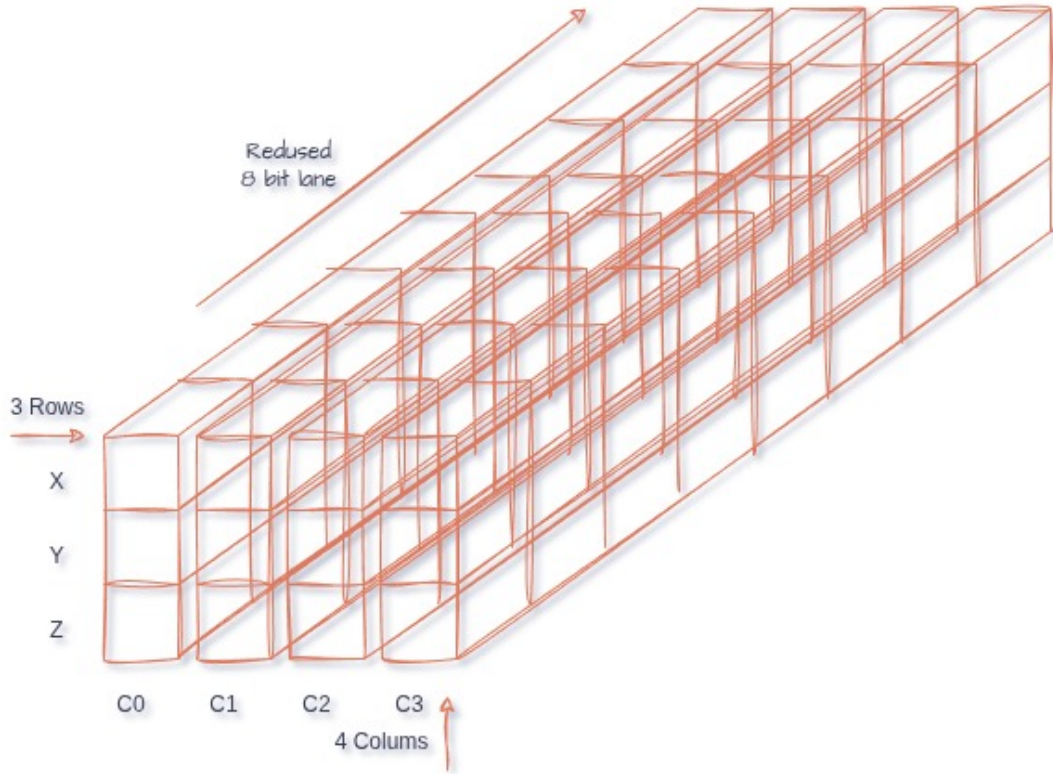 Redused
8 bit lane
3 Rows
X
Y
Z
C0 C1 C2 C3
4 Colums